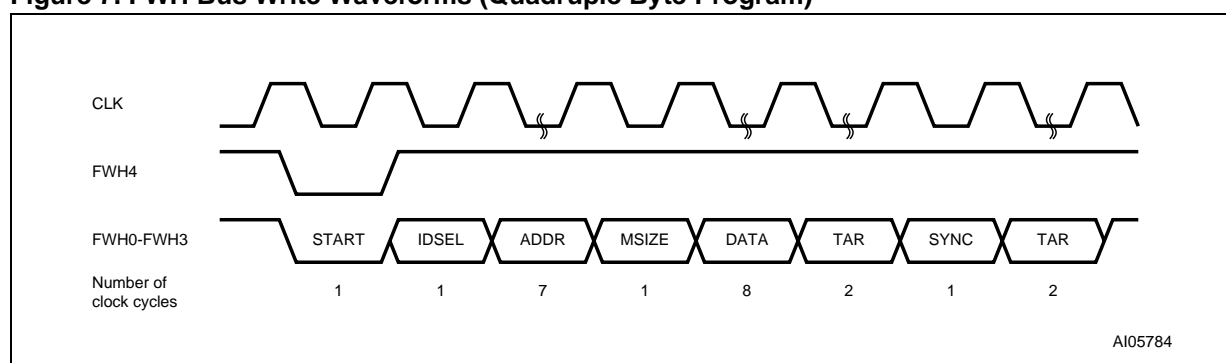 Figure 7. FWH Bus Write Waveforms (Quadruple Byte Program)
CLK
FWH4
FWH0-FWH3
START IDSEL ADDR MSIZE DATA TAR SYNC TAR
Number of
clock cycles
1 1 7 1 8 2 1 2
AI05784